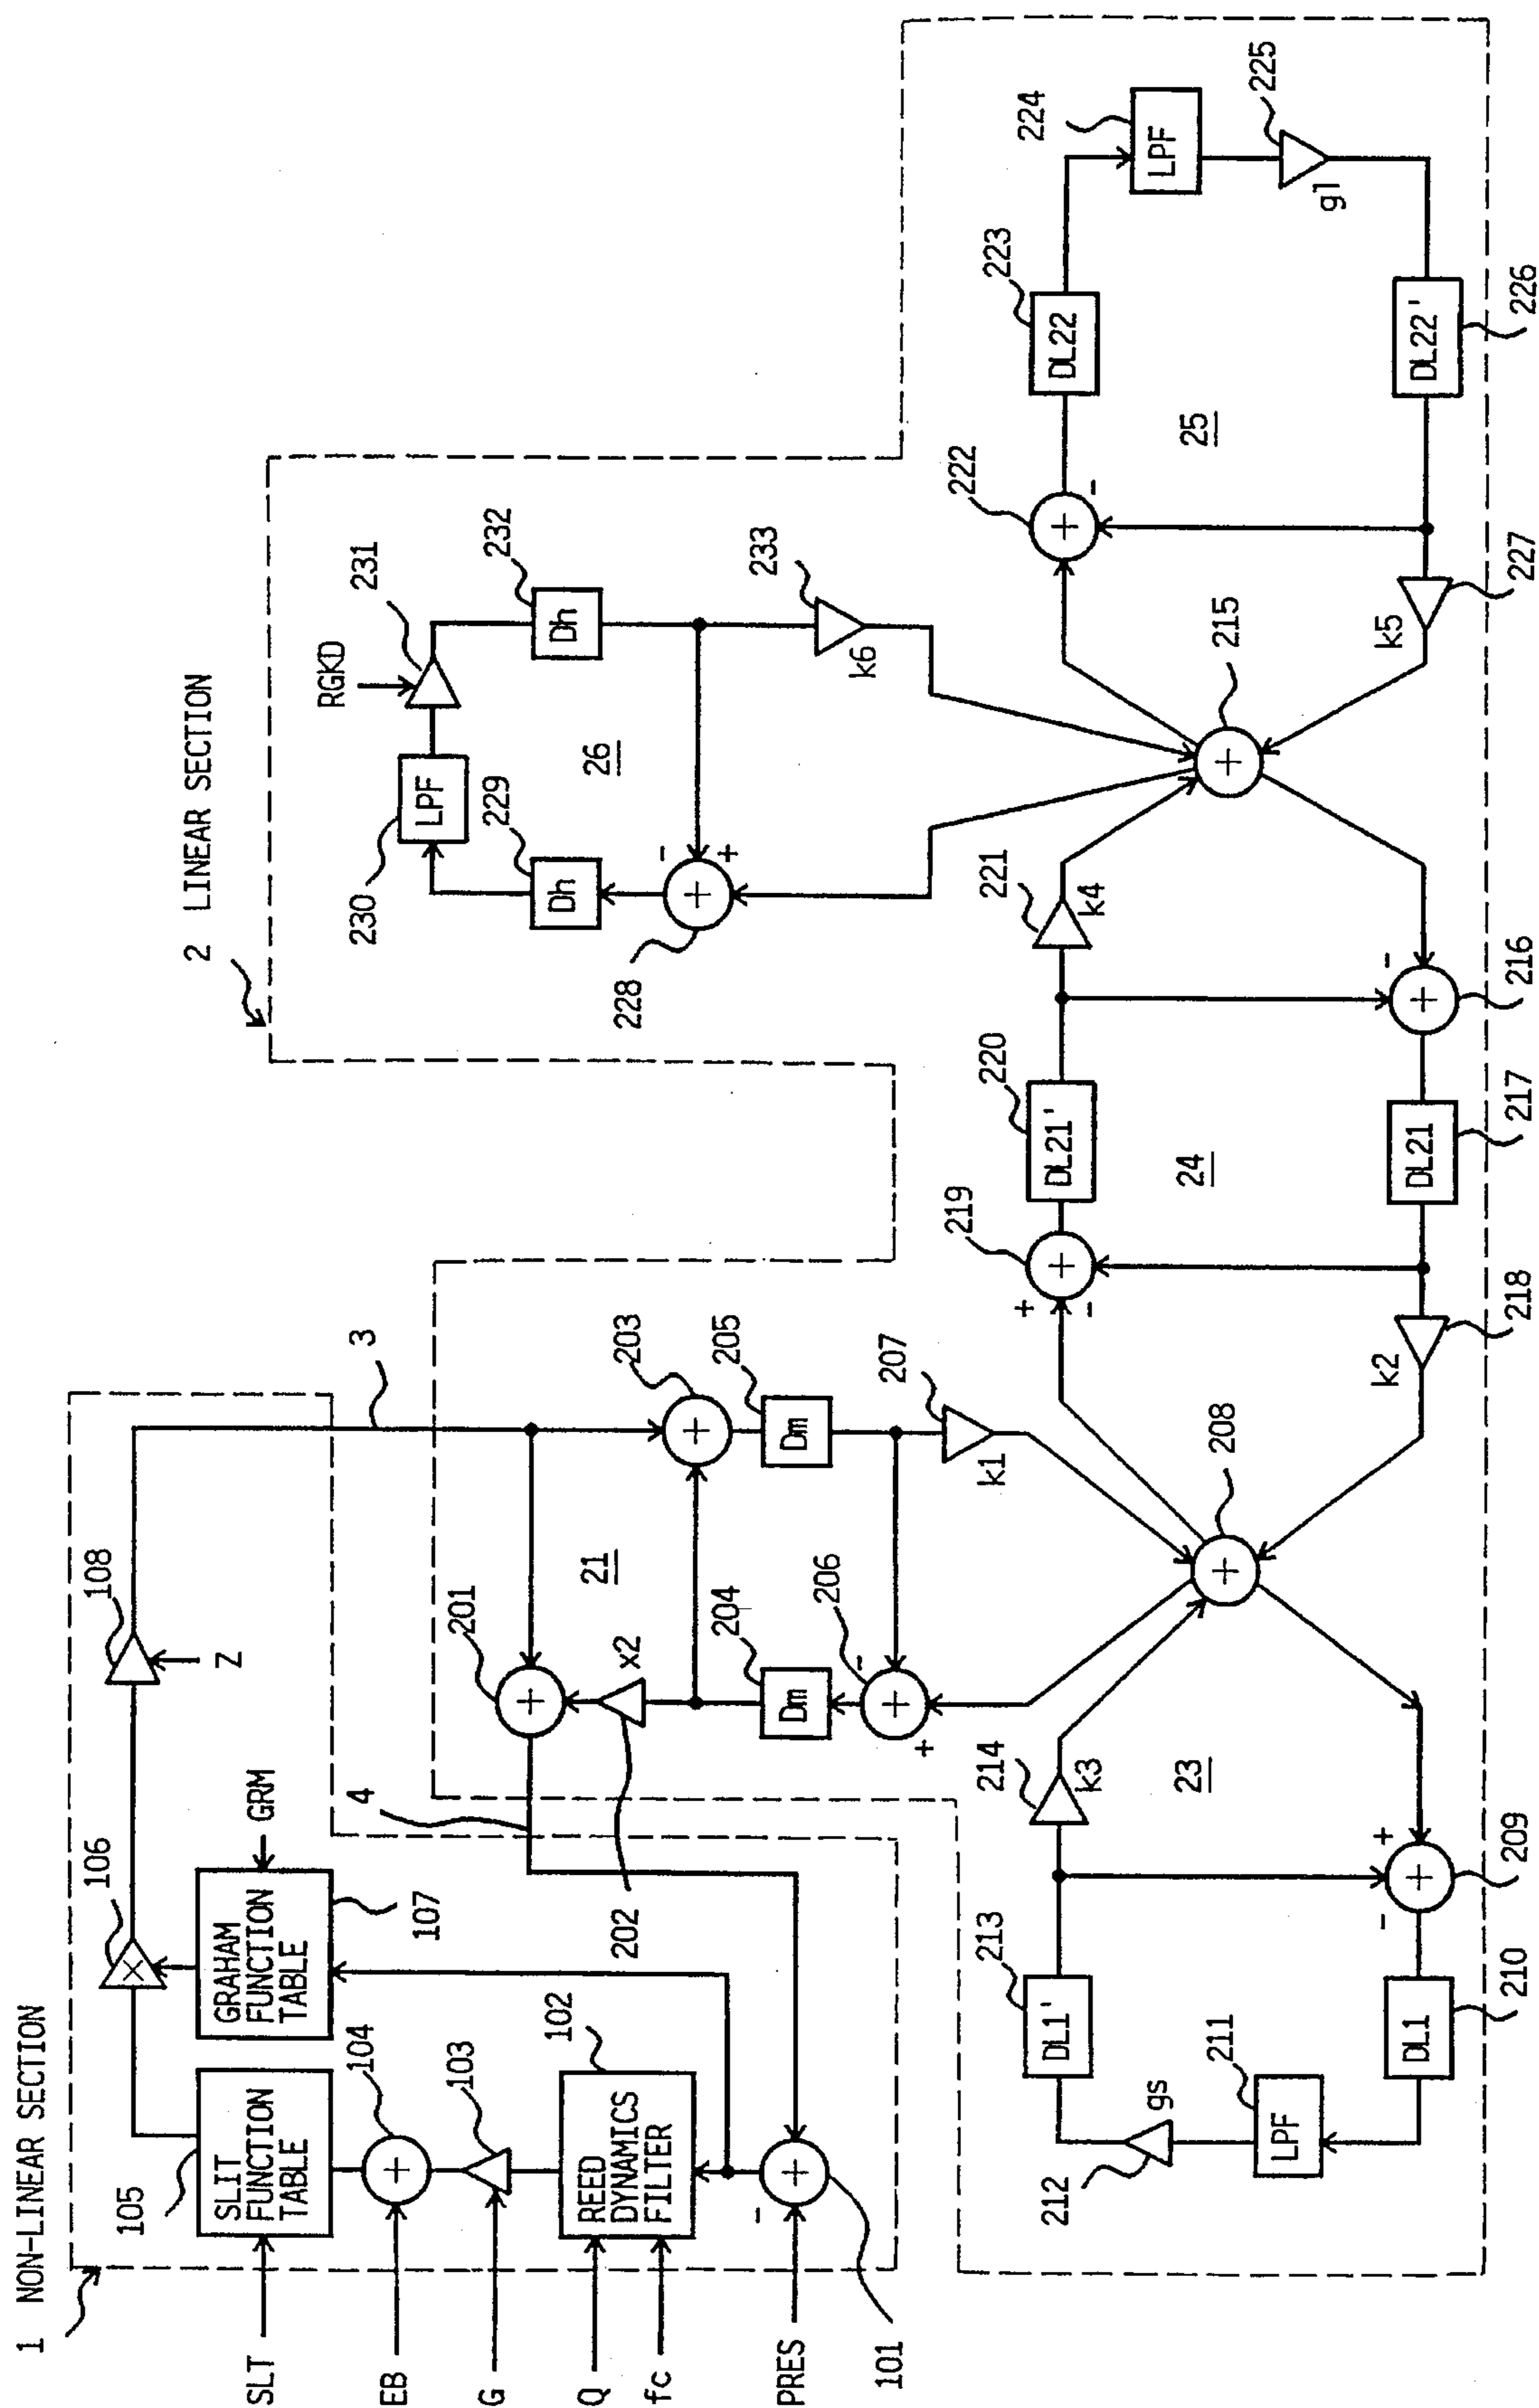 1 NON-LINEAR SECTION
SLT
EB
G
Q
fc
PRES
105
SLIT
FUNCTION
TABLE
104
+
103
102
REED
DYNAMICS
FILTER
101
+
-
106
×
GRAHAM
FUNCTION
TABLE
GRM
107
108
Z
3
4
2 LINEAR SECTION
201
+
x2
202
21
203
+
204
Dm
205
Dm
206
+
-
+
207
k1
208
+
23
209
+
+
-
210
DL1
211
LPF
212
gs
213
DL1'
214
k3
24
219
+
+
-
220
DL21'
221
k4
216
+
-
217
DL21
218
k2
215
+
26
228
+
-
+
229
Dh
230
LPF
231
RGKD
232
Dh
233
k6
25
222
+
-
223
DL22
224
LPF
225
g1
226
DL22'
227
k5